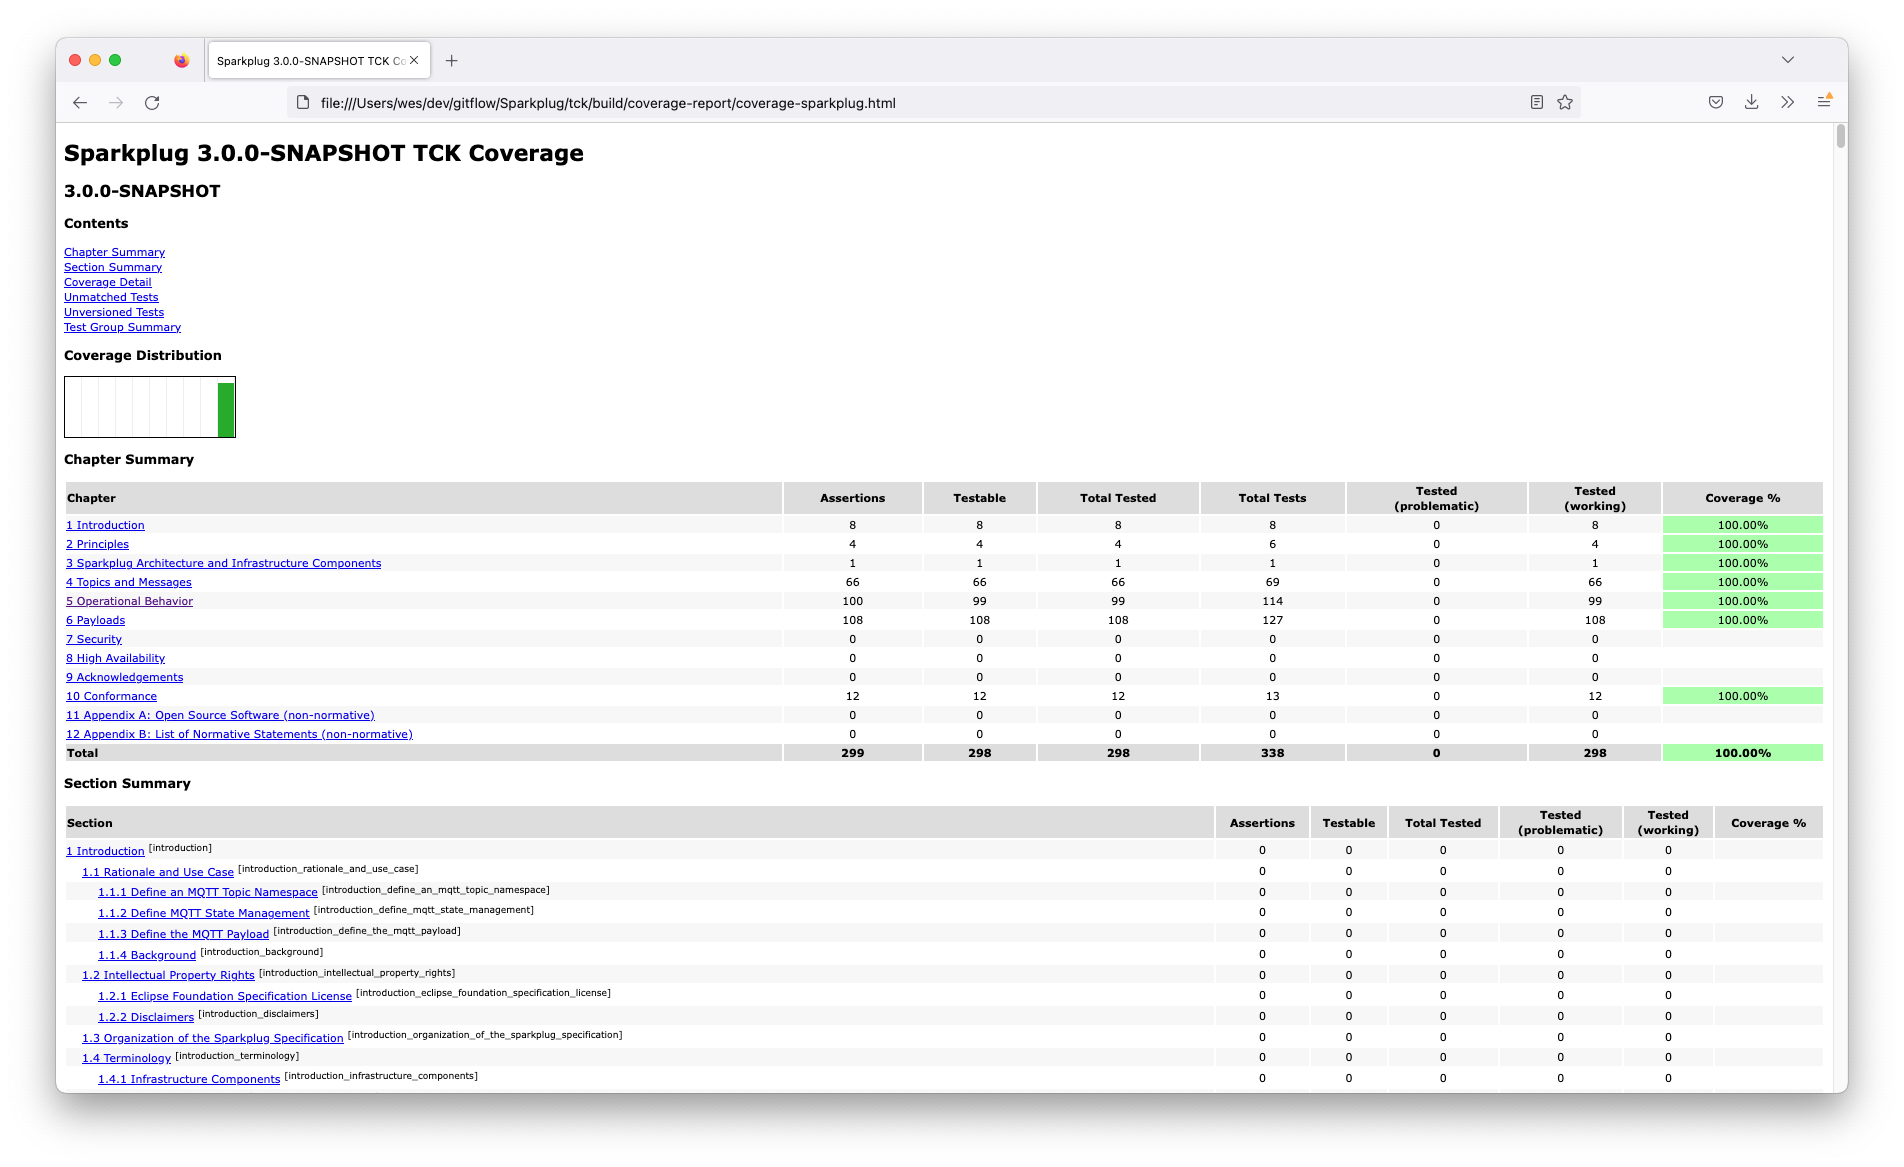 Sparkplug 3.0.0-SNAPSHOT TCK Co
file:///Users/wes/dev/gitflow/Sparkplug/tck/build/coverage-report/coverage-sparkplug.html
Sparkplug 3.0.0-SNAPSHOT TCK Coverage
3.0.0-SNAPSHOT
Contents
Chapter Summary
Section Summary
Coverage Detail
Unmatched Tests
Unversioned Tests
Test Group Summary
Coverage Distribution
Chapter Summary
Chapter Assertions Testable Total Tested Total Tests Tested (problematic) Tested (working) Coverage %
1 Introduction 8 8 8 8 0 8 100.00%
2 Principles 4 4 4 6 0 4 100.00%
3 Sparkplug Architecture and Infrastructure Components 1 1 1 1 0 1 100.00%
4 Topics and Messages 66 66 66 69 0 66 100.00%
5 Operational Behavior 100 99 99 114 0 99 100.00%
6 Payloads 108 108 108 127 0 108 100.00%
7 Security 0 0 0 0 0 0
8 High Availability 0 0 0 0 0 0
9 Acknowledgements 0 0 0 0 0 0
10 Conformance 12 12 12 13 0 12 100.00%
11 Appendix A: Open Source Software (non-normative) 0 0 0 0 0 0
12 Appendix B: List of Normative Statements (non-normative) 0 0 0 0 0 0
Total 299 298 298 338 0 298 100.00%
Section Summary
Section Assertions Testable Total Tested Tested (problematic) Tested (working) Coverage %
1 Introduction [introduction] 0 0 0 0 0
1.1 Rationale and Use Case [introduction_rationale_and_use_case] 0 0 0 0 0
1.1.1 Define an MQTT Topic Namespace [introduction_define_an_mqtt_topic_namespace] 0 0 0 0 0
1.1.2 Define MQTT State Management [introduction_define_mqtt_state_management] 0 0 0 0 0
1.1.3 Define the MQTT Payload [introduction_define_the_mqtt_payload] 0 0 0 0 0
1.1.4 Background [introduction_background] 0 0 0 0 0
1.2 Intellectual Property Rights [introduction_intellectual_property_rights] 0 0 0 0 0
1.2.1 Eclipse Foundation Specification License [introduction_eclipse_foundation_specification_license] 0 0 0 0 0
1.2.2 Disclaimers [introduction_disclaimers] 0 0 0 0 0
1.3 Organization of the Sparkplug Specification [introduction_organization_of_the_sparkplug_specification] 0 0 0 0 0
1.4 Terminology [introduction_terminology] 0 0 0 0 0
1.4.1 Infrastructure Components [introduction_infrastructure_components] 0 0 0 0 0